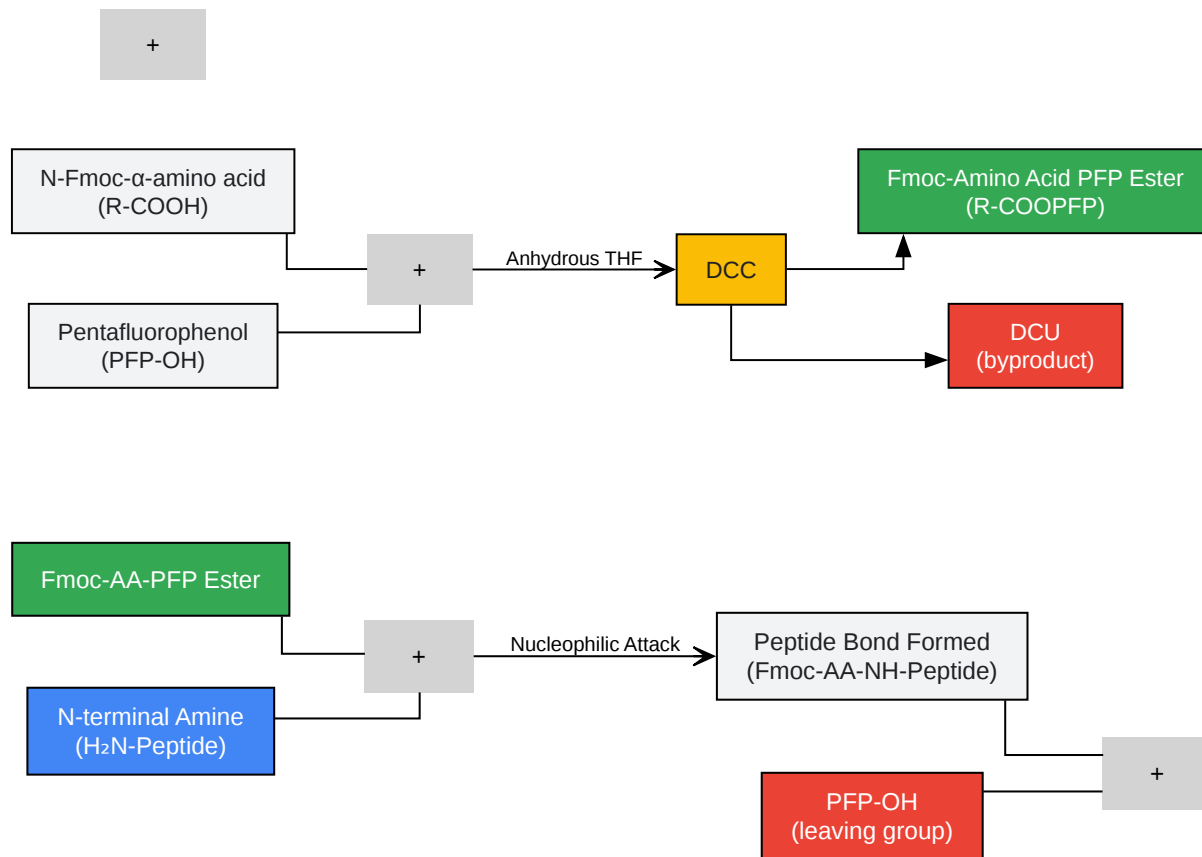 +
N-Fmoc-α-amino acid
(R-COOH)
Fmoc-Amino Acid PFP Ester
(R-COOPFP)
+
Anhydrous THF
DCC
Pentafluorophenol
(PFP-OH)
DCU
(byproduct)
Fmoc-AA-PFP Ester
+
Nucleophilic Attack
Peptide Bond Formed
(Fmoc-AA-NH-Peptide)
N-terminal Amine
(H₂N-Peptide)
+
PFP-OH
(leaving group)